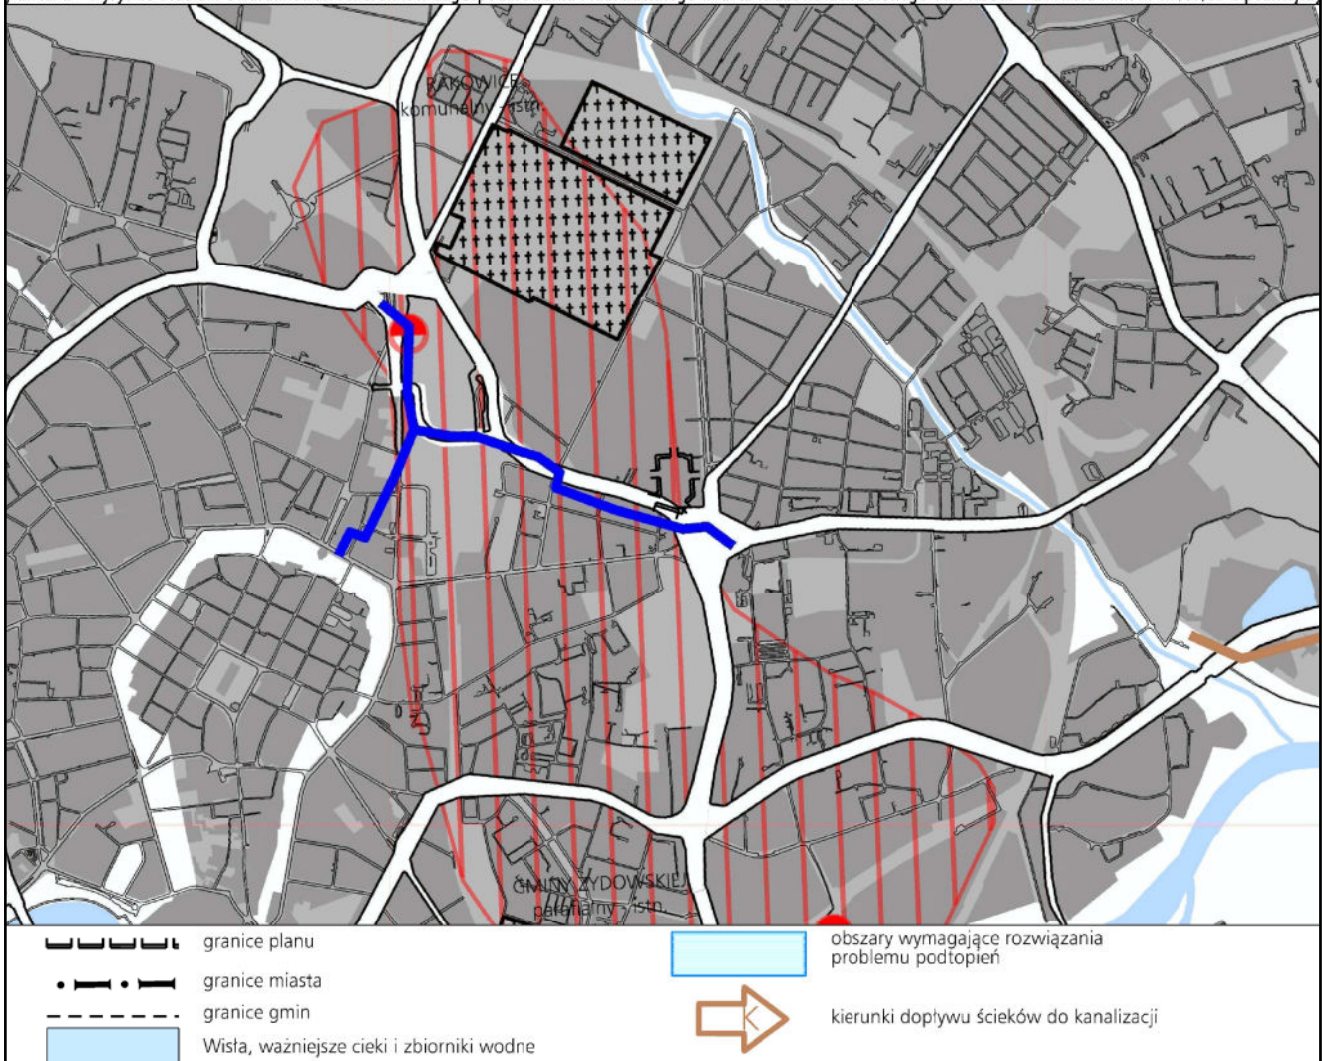 RAKOWICE
komunalny - istn.
GMINY ŻYDOWSKIEJ
parafialny - istn.
granice planu
granice miasta
granice gmin
Wisła, ważniejsze cieki i zbiorniki wodne
obszary wymagające rozwiązania
problemu podtopień
K
kierunki dopływu ścieków do kanalizacji